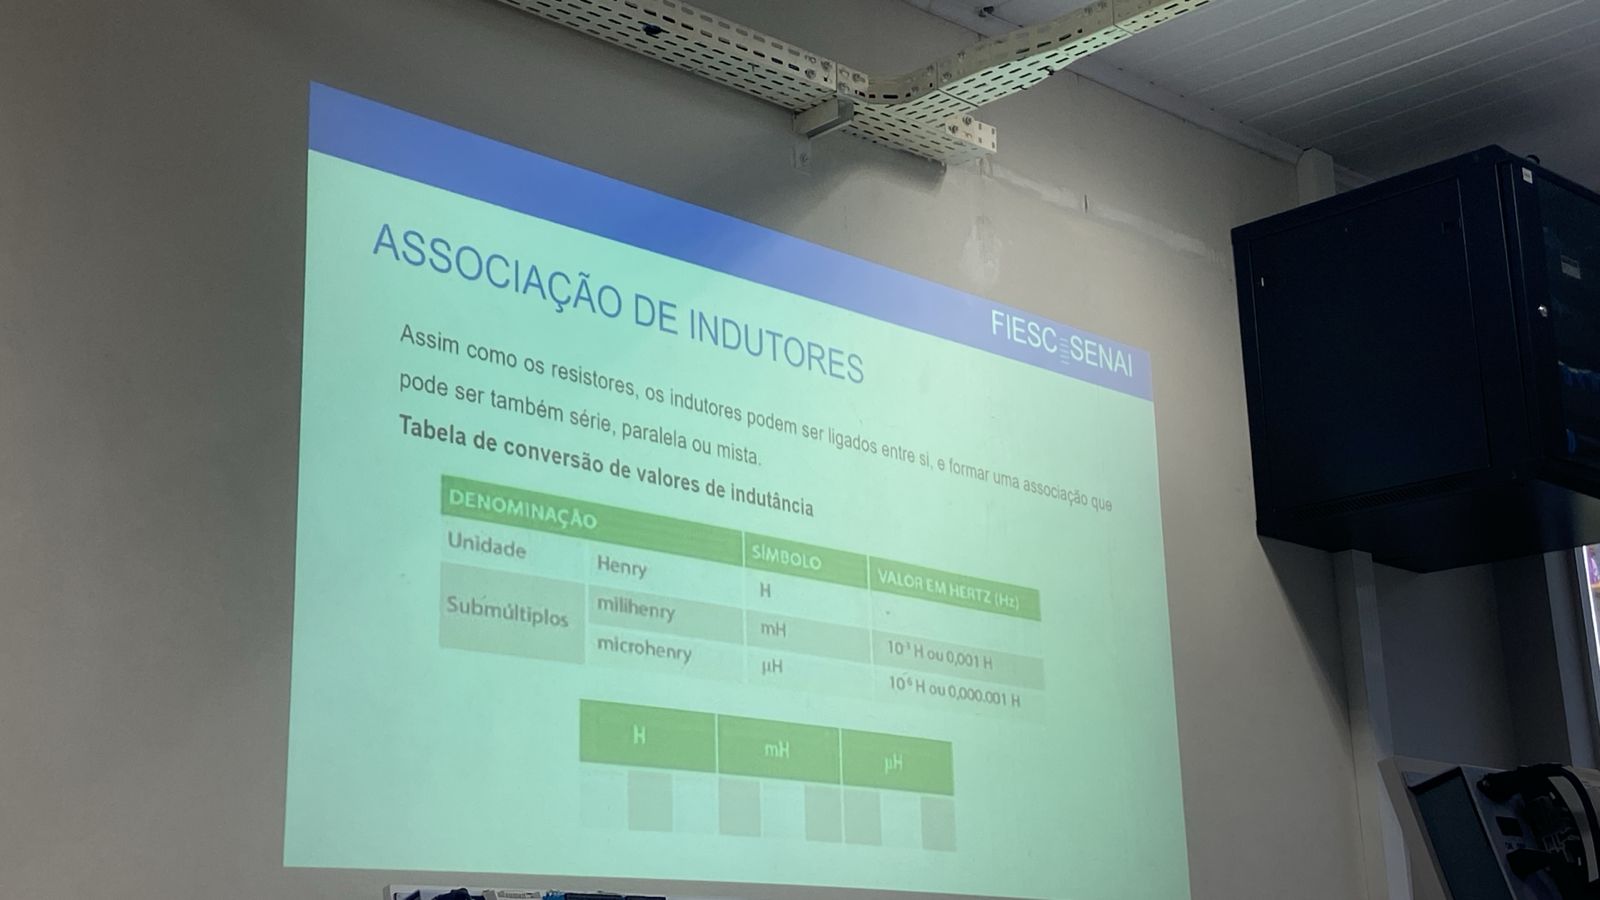 FIESC SENAI
ASSOCIAÇÃO DE INDUTORES
Assim como os resistores, os indutores podem ser ligados entre si, e formar uma associação que
pode ser também série, paralela ou mista.
Tabela de conversão de valores de indutância
DENOMINAÇÃO SÍMBOLO VALOR EM HERTZ (Hz)
Unidade Henry H -
Submúltiplos milihenry mH 10⁻³ H ou 0,001 H
microhenry µH 10⁻⁶ H ou 0,000.001 H
H mH µH